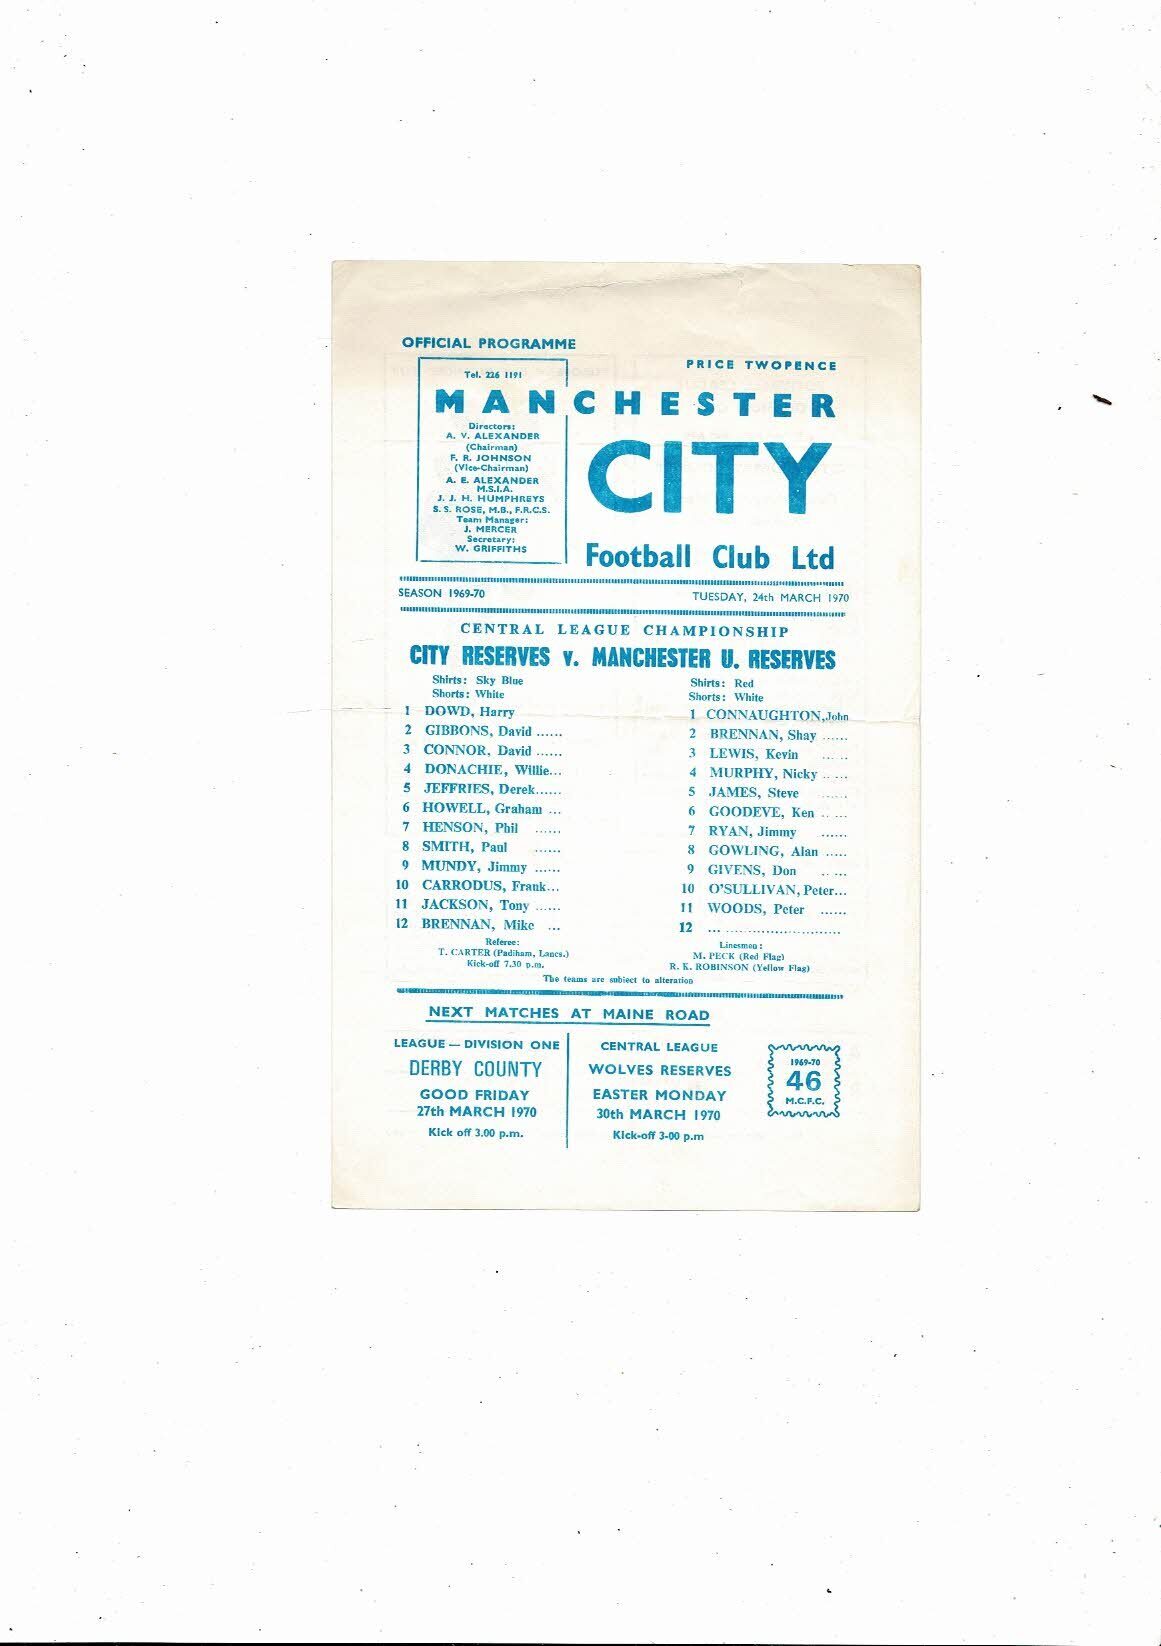 OFFICIAL PROGRAMME
PRICE TWOPENCE
Tel. 226 1191
MANCHESTER
CITY
Football Club Ltd
Directors:
A. V. ALEXANDER
(Chairman)
F. R. JOHNSON
(Vice-Chairman)
A. E. ALEXANDER
M.S.I.A.
J. J. H. HUMPHREYS
S. S. ROSE, M.B., F.R.C.S.
Team Manager:
J. MERCER
Secretary:
W. GRIFFITHS
SEASON 1969-70
TUESDAY, 24th MARCH 1970
CENTRAL LEAGUE CHAMPIONSHIP
CITY RESERVES v. MANCHESTER U. RESERVES
Shirts: Sky Blue
Shorts: White
1 DOWD, Harry
2 GIBBONS, David ......
3 CONNOR, David ......
4 DONACHIE, Willie...
5 JEFFRIES, Derek......
6 HOWELL, Graham ...
7 HENSON, Phil ......
8 SMITH, Paul ......
9 MUNDY, Jimmy ......
10 CARRODUS, Frank...
11 JACKSON, Tony ......
12 BRENNAN, Mike ...
Referee:
T. CARTER (Padiham, Lancs.)
Kick-off 7.30 p.m.
Shirts: Red
Shorts: White
1 CONNAUGHTON, John
2 BRENNAN, Shay ......
3 LEWIS, Kevin ......
4 MURPHY, Nicky ......
5 JAMES, Steve ......
6 GOODEVE, Ken ......
7 RYAN, Jimmy ......
8 GOWLING, Alan .....
9 GIVENS, Don ......
10 O'SULLIVAN, Peter...
11 WOODS, Peter ......
12 ... ..........................
Linesmen:
M. PECK (Red Flag)
R. K. ROBINSON (Yellow Flag)
The teams are subject to alteration
NEXT MATCHES AT MAINE ROAD
LEAGUE — DIVISION ONE
DERBY COUNTY
GOOD FRIDAY
27th MARCH 1970
Kick off 3.00 p.m.
CENTRAL LEAGUE
WOLVES RESERVES
EASTER MONDAY
30th MARCH 1970
Kick-off 3-00 p.m
1969-70
46
M.C.F.C.